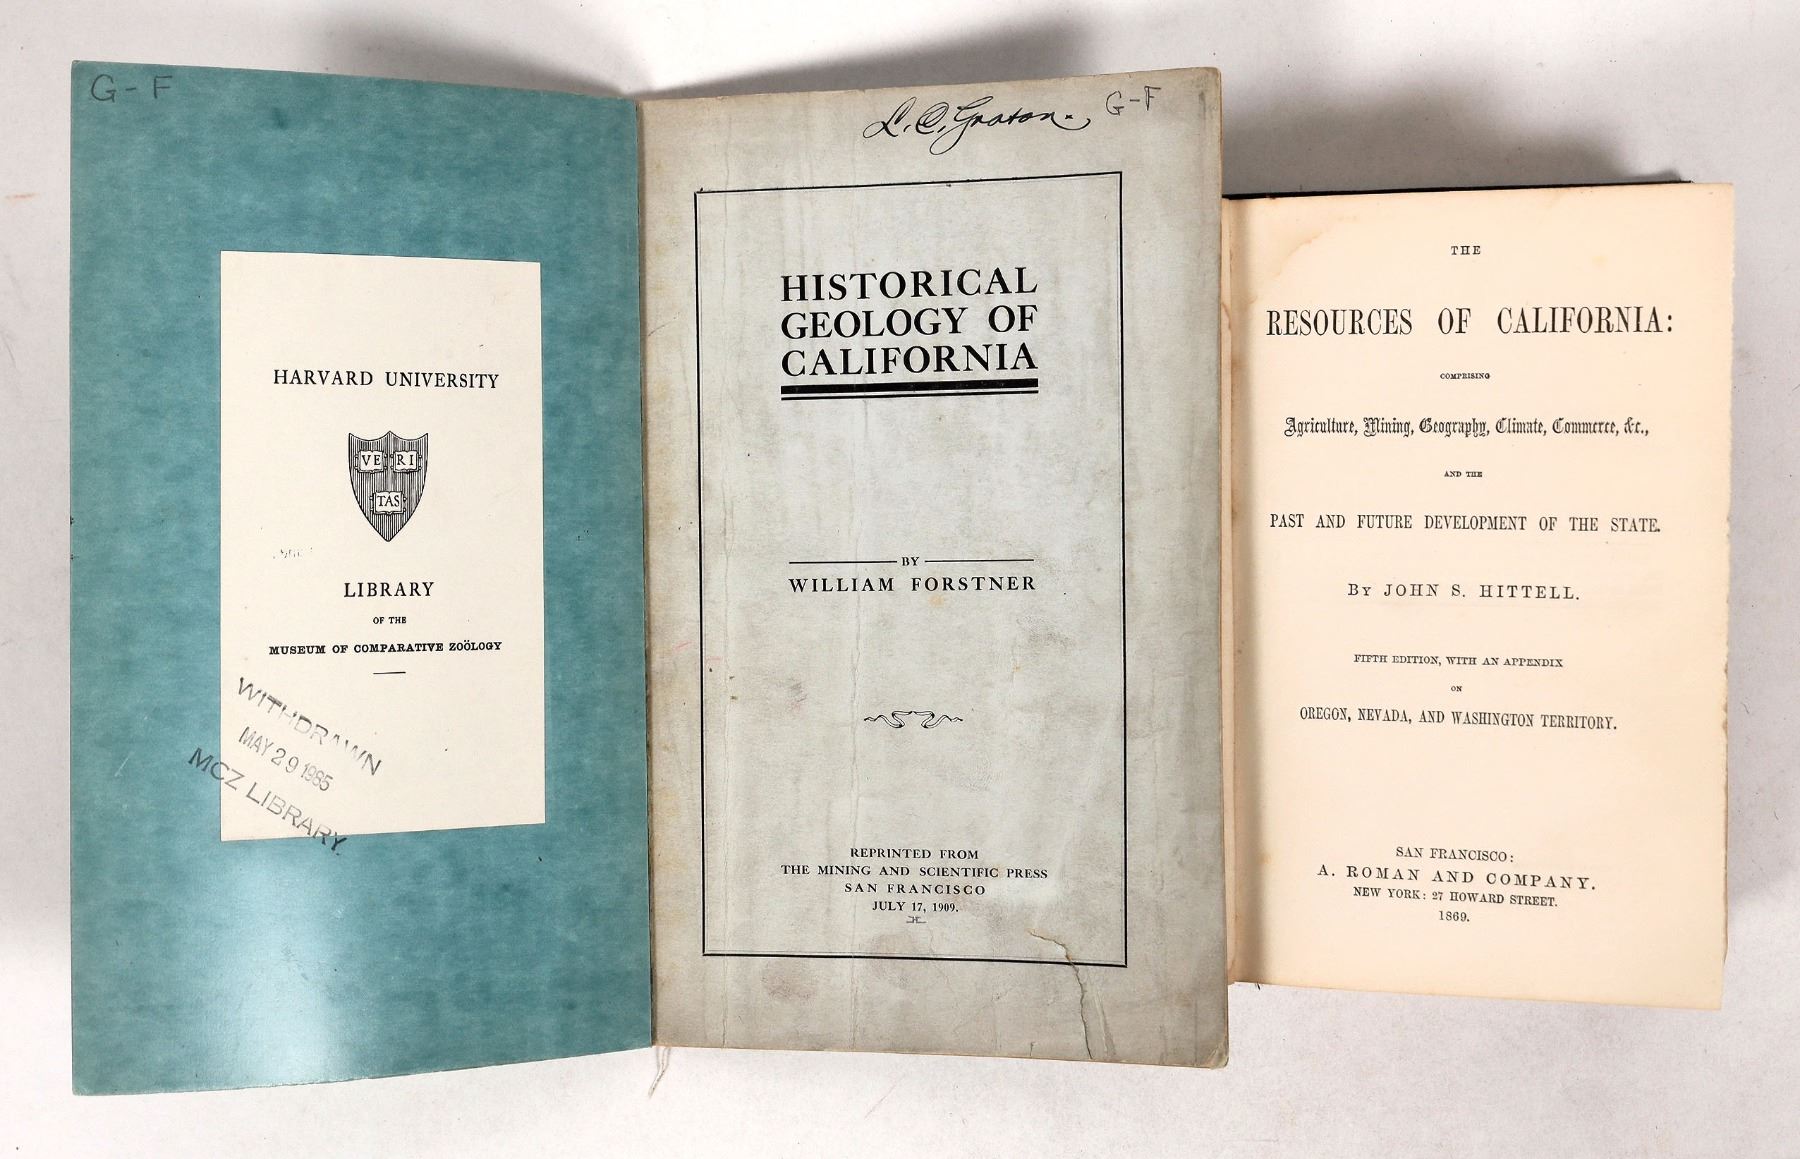 G-F
HARVARD UNIVERSITY
VE RI
TAS
LIBRARY
OF THE
MUSEUM OF COMPARATIVE ZOÖLOGY
WITHDRAWN
MAY 29 1985
MCZ LIBRARY
L. C. Graton.
G-F
HISTORICAL
GEOLOGY OF
CALIFORNIA
BY
WILLIAM FORSTNER
REPRINTED FROM
THE MINING AND SCIENTIFIC PRESS
SAN FRANCISCO
JULY 17, 1909.
THE
RESOURCES OF CALIFORNIA:
COMPRISING
Agriculture, Mining, Geography, Climate, Commerce, &c.,
AND THE
PAST AND FUTURE DEVELOPMENT OF THE STATE.
BY JOHN S. HITTELL.
FIFTH EDITION, WITH AN APPENDIX
ON
OREGON, NEVADA, AND WASHINGTON TERRITORY.
SAN FRANCISCO:
A. ROMAN AND COMPANY.
NEW YORK: 27 HOWARD STREET.
1869.